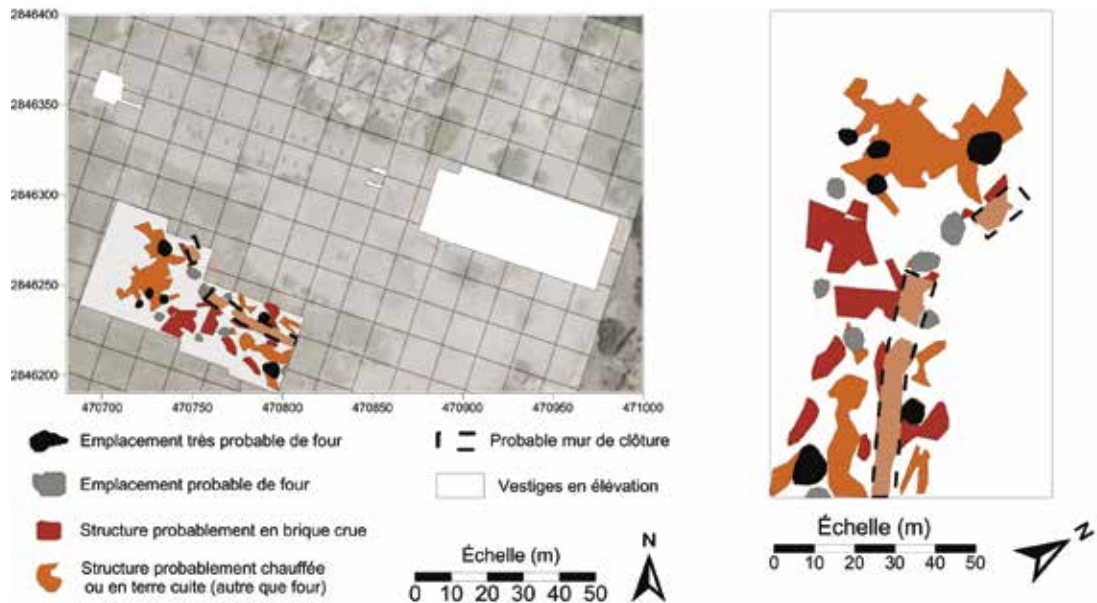 2846400
2846350
2846300
2846250
2846200
470700 470750 470800 470850 470900 470950 471000
Emplacement très probable de four
Emplacement probable de four
Structure probablement en brique crue
Structure probablement chauffée
ou en terre cuite (autre que four)
Probable mur de clôture
Vestiges en élévation
Échelle (m)
0 10 20 30 40 50
N
Échelle (m)
0 10 20 30 40 50
N